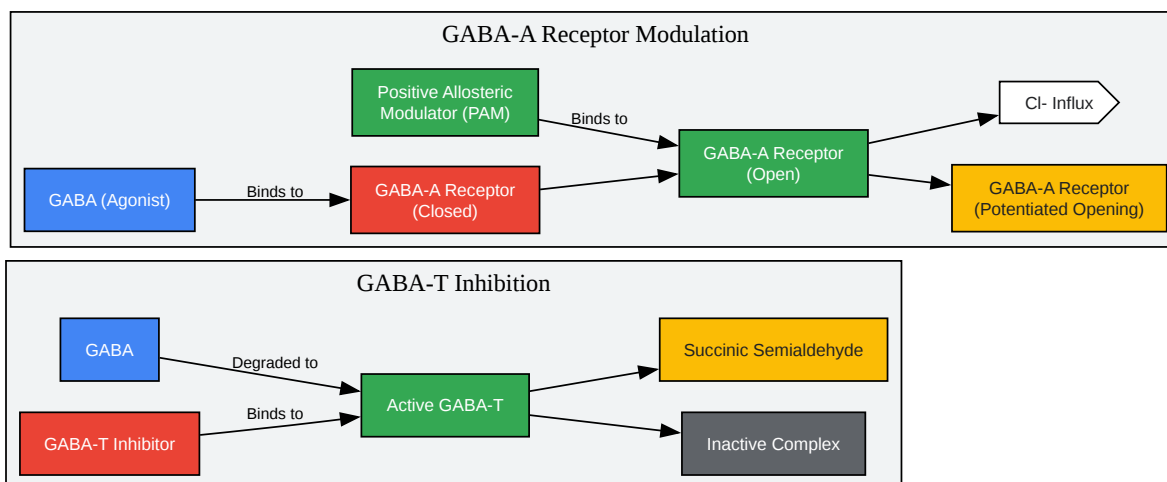 GABA-A Receptor Modulation
Positive Allosteric
Modulator (PAM)
Binds to
Cl- Influx
GABA-A Receptor
(Open)
GABA (Agonist)
Binds to
GABA-A Receptor
(Closed)
GABA-A Receptor
(Potentiated Opening)
GABA-T Inhibition
GABA
Degraded to
Succinic Semialdehyde
Active GABA-T
GABA-T Inhibitor
Binds to
Inactive Complex